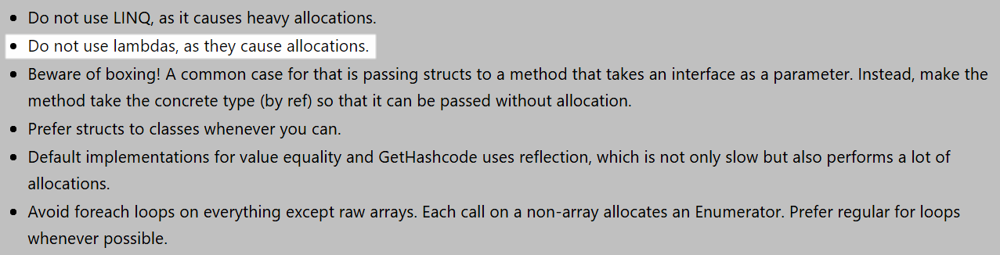 • Do not use LINQ, as it causes heavy allocations.
• Do not use lambdas, as they cause allocations.
• Beware of boxing! A common case for that is passing structs to a method that takes an interface as a parameter. Instead, make the
method take the concrete type (by ref) so that it can be passed without allocation.
• Prefer structs to classes whenever you can.
• Default implementations for value equality and GetHashcode uses reflection, which is not only slow but also performs a lot of
allocations.
• Avoid foreach loops on everything except raw arrays. Each call on a non-array allocates an Enumerator. Prefer regular for loops
whenever possible.